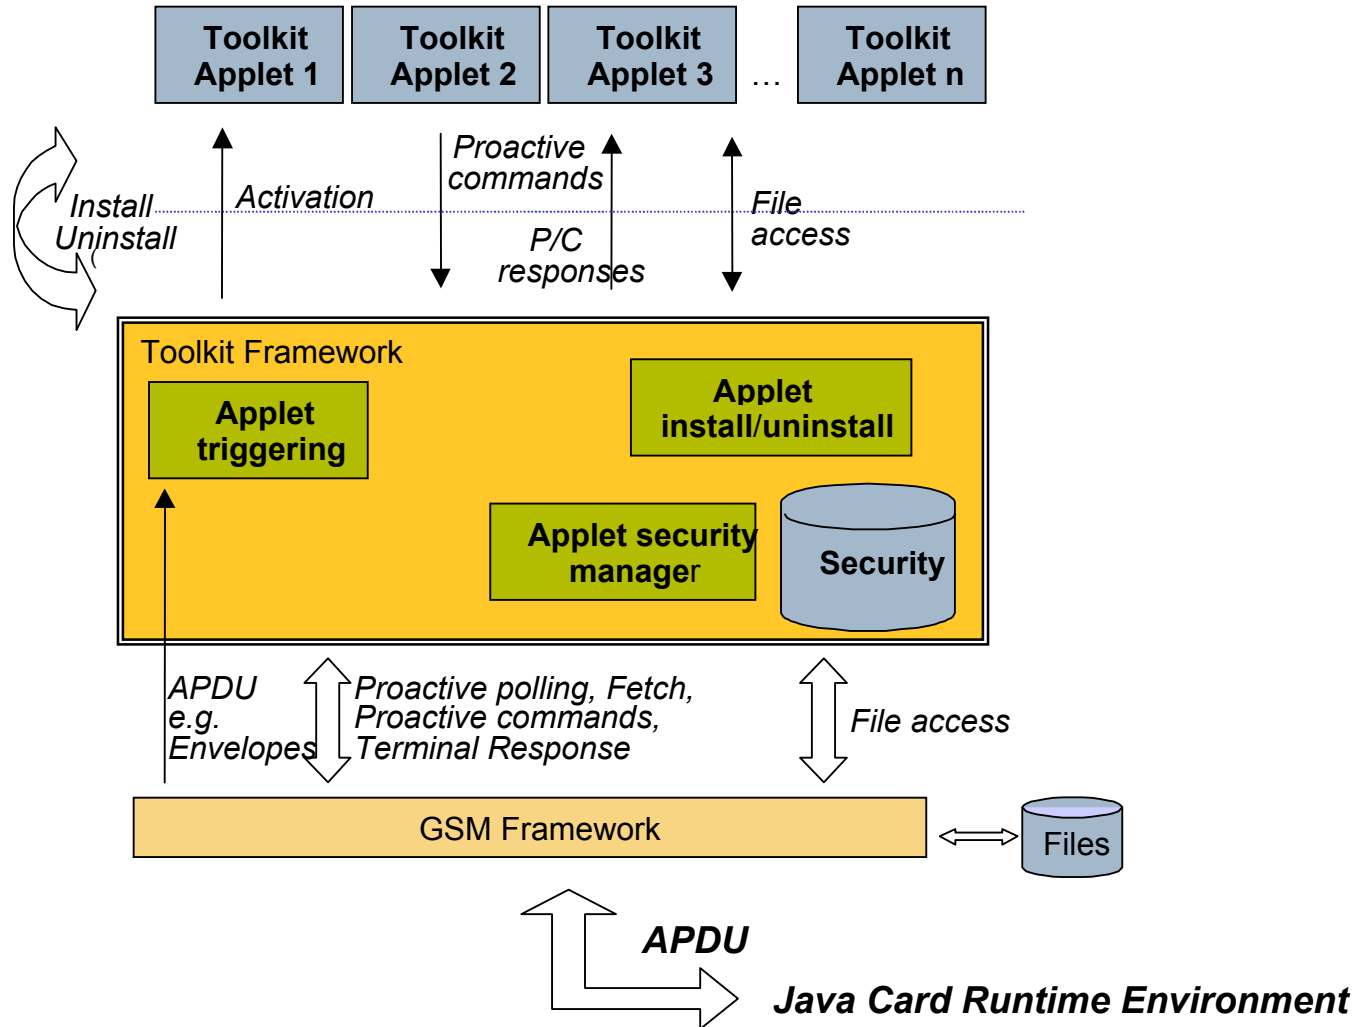 Toolkit
Applet 1
Toolkit
Applet 2
Toolkit
Applet 3
...
Toolkit
Applet n
Install
Uninstall
Activation
Proactive
commands
P/C
responses
File
access
Toolkit Framework
Applet
triggering
Applet
install/uninstall
Applet security
manager
Security
APDU
e.g.
Envelopes
Proactive polling, Fetch,
Proactive commands,
Terminal Response
File access
GSM Framework
Files
APDU
Java Card Runtime Environment